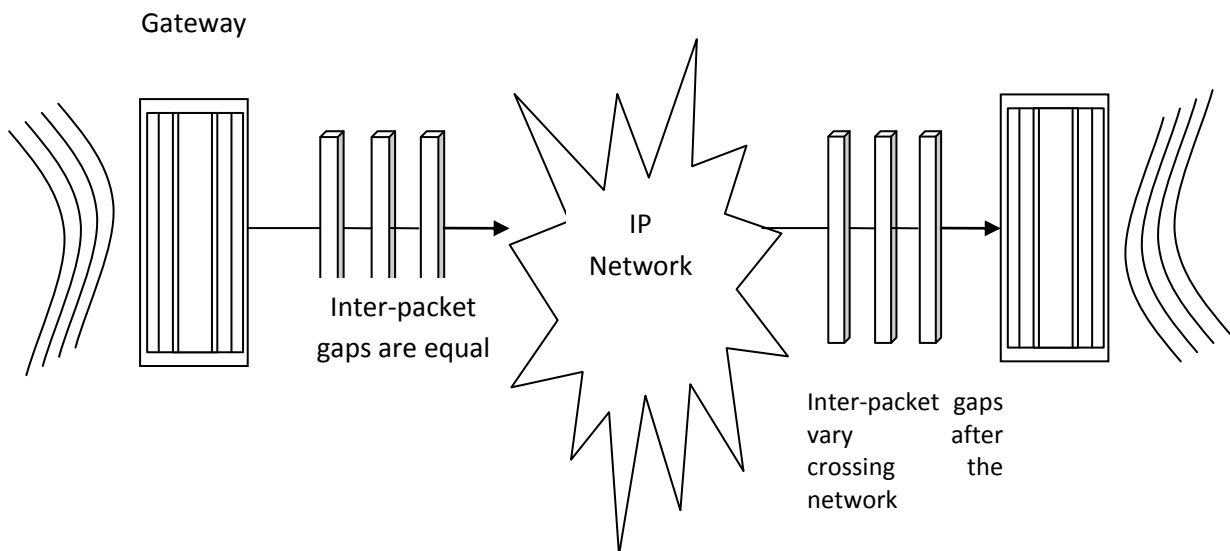 Gateway
IP
Network
Inter-packet
gaps are equal
Inter-packet gaps
vary after
crossing the
network